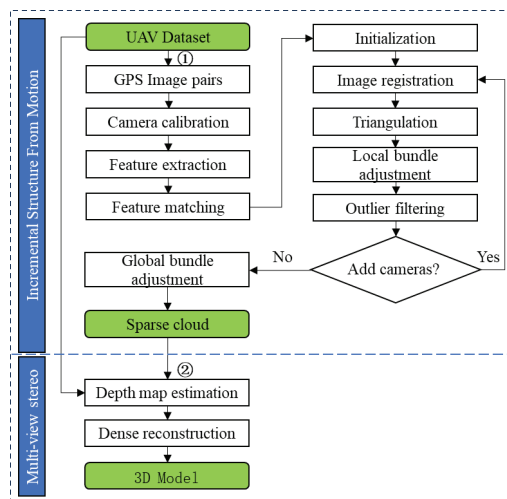 Incremental Structure From Motion
UAV Dataset
①
GPS Image pairs
Camera calibration
Feature extraction
Feature matching
Initialization
Image registration
Triangulation
Local bundle
adjustment
Outlier filtering
Add cameras?
No
Yes
Global bundle
adjustment
Sparse cloud
Multi-view stereo
②
Depth map estimation
Dense reconstruction
3D Model